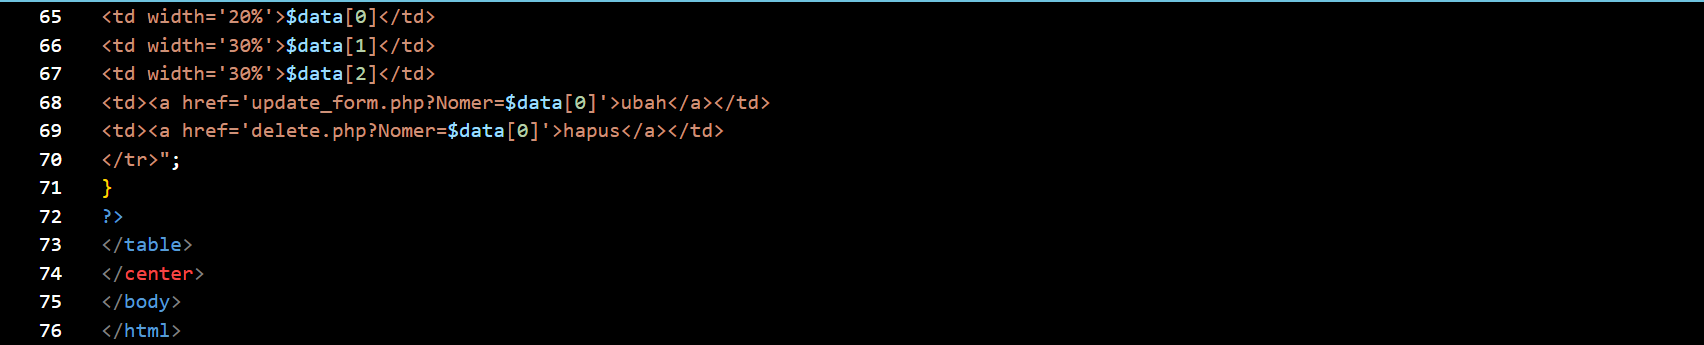 65 <td width='20%'>$data[0]</td>
66 <td width='30%'>$data[1]</td>
67 <td width='30%'>$data[2]</td>
68 <td><a href='update_form.php?Nomer=$data[0]'>ubah</a></td>
69 <td><a href='delete.php?Nomer=$data[0]'>hapus</a></td>
70 </tr>";
71 }
72 ?>
73 </table>
74 </center>
75 </body>
76 </html>